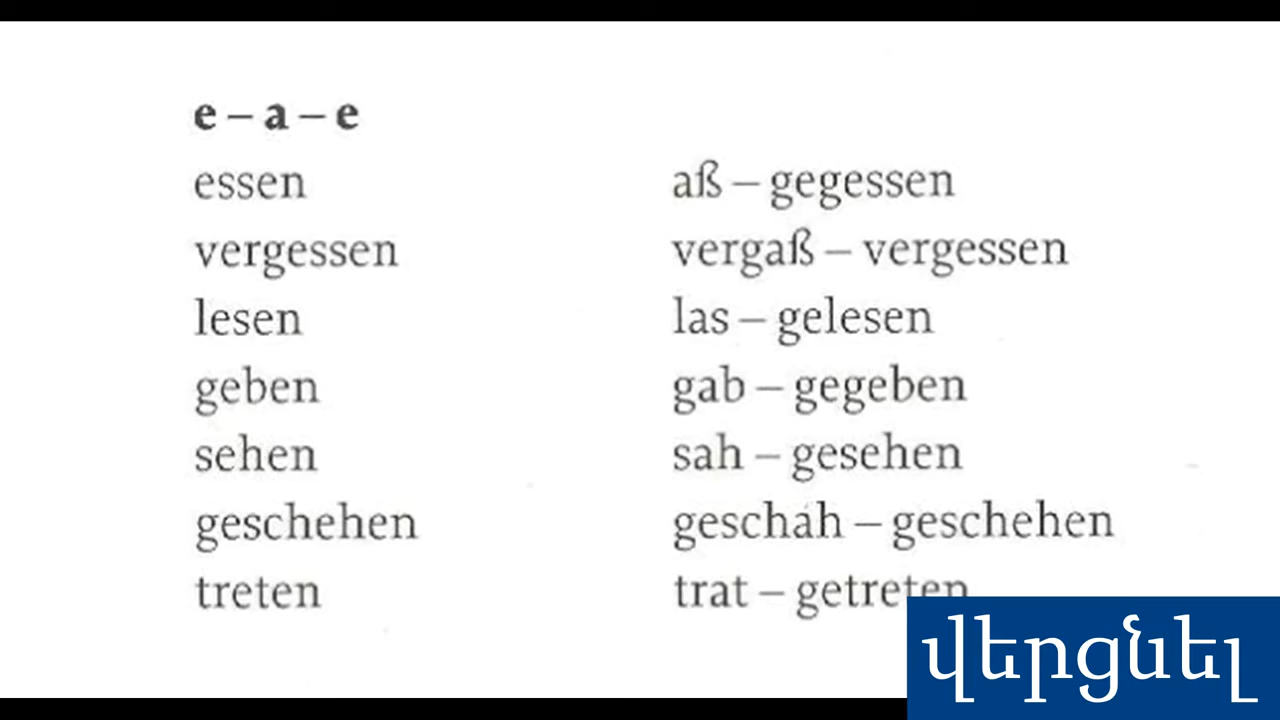 e – a – e
essen aß – gegessen
vergessen vergaß – vergessen
lesen las – gelesen
geben gab – gegeben
sehen sah – gesehen
geschehen geschah – geschehen
treten trat – getreten
վերցնել